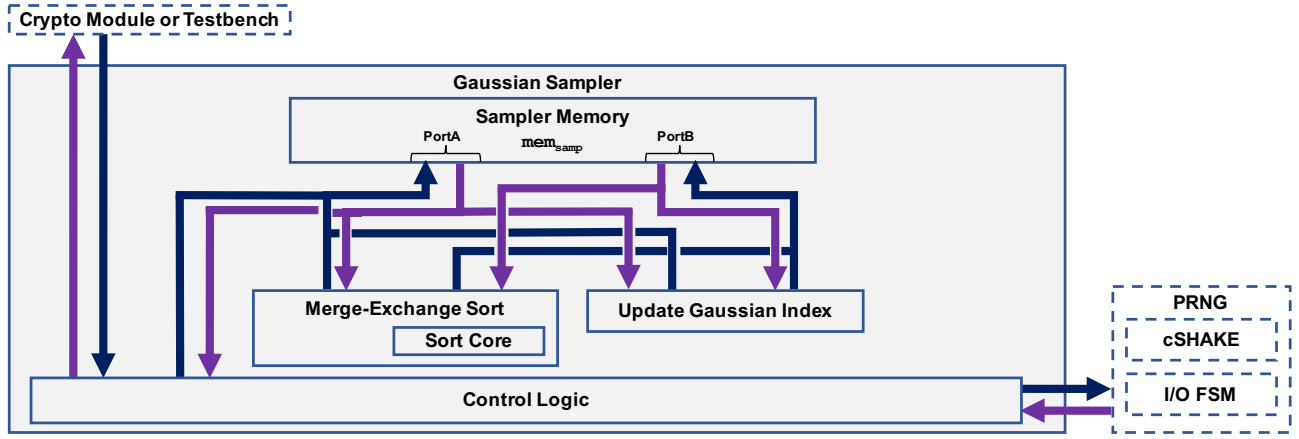 Crypto Module or Testbench
Gaussian Sampler
Sampler Memory
PortA
mem_samp
PortB
Merge-Exchange Sort
Sort Core
Update Gaussian Index
PRNG
cSHAKE
I/O FSM
Control Logic